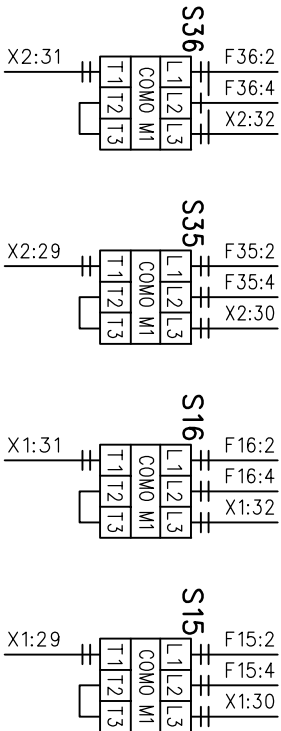 S36
F36:2
F36:4
X2:32
L1 L2 L3
COMO M1
T1 T2 T3
X2:31
S35
F35:2
F35:4
X2:30
L1 L2 L3
COMO M1
T1 T2 T3
X2:29
S16
F16:2
F16:4
X1:32
L1 L2 L3
COMO M1
T1 T2 T3
X1:31
S15
F15:2
F15:4
X1:30
L1 L2 L3
COMO M1
T1 T2 T3
X1:29